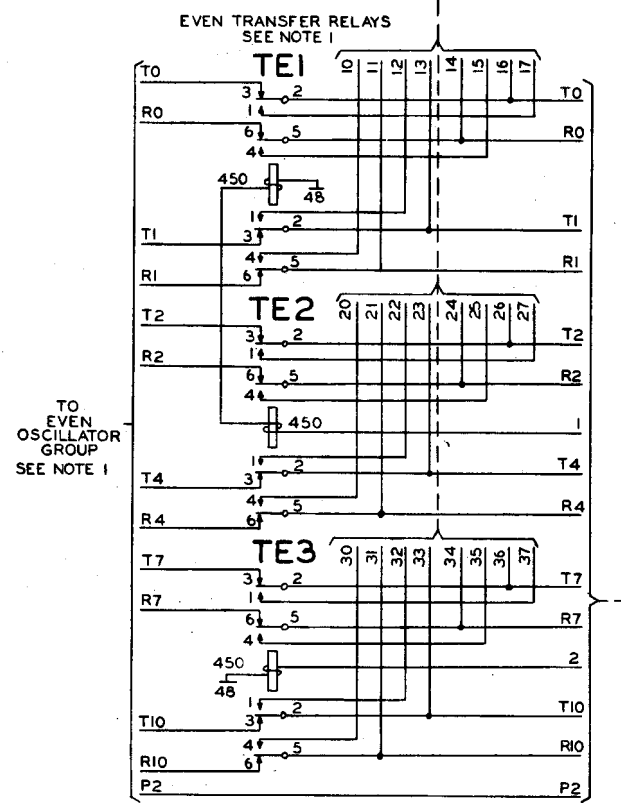 EVEN TRANSFER RELAYS
SEE NOTE 1
TE1
10 11 12 13 14 15 16 17
T0 3 2 T0
1
R0 6 5 R0
4
450
48
1 2 T1
T1 3
4 5 R1
R1 6
TE2
20 21 22 23 24 25 26 27
T2 3 2 T2
1
R2 6 5 R2
4
TO
EVEN
OSCILLATOR
GROUP
SEE NOTE 1
450 1
1 2 T4
T4 3
4 5 R4
R4 6
TE3
30 31 32 33 34 35 36 37
T7 3 2 T7
1
R7 6 5 R7
4
450 2
48
1 2 T10
T10 3
4 5 R10
R10 6
P2 P2